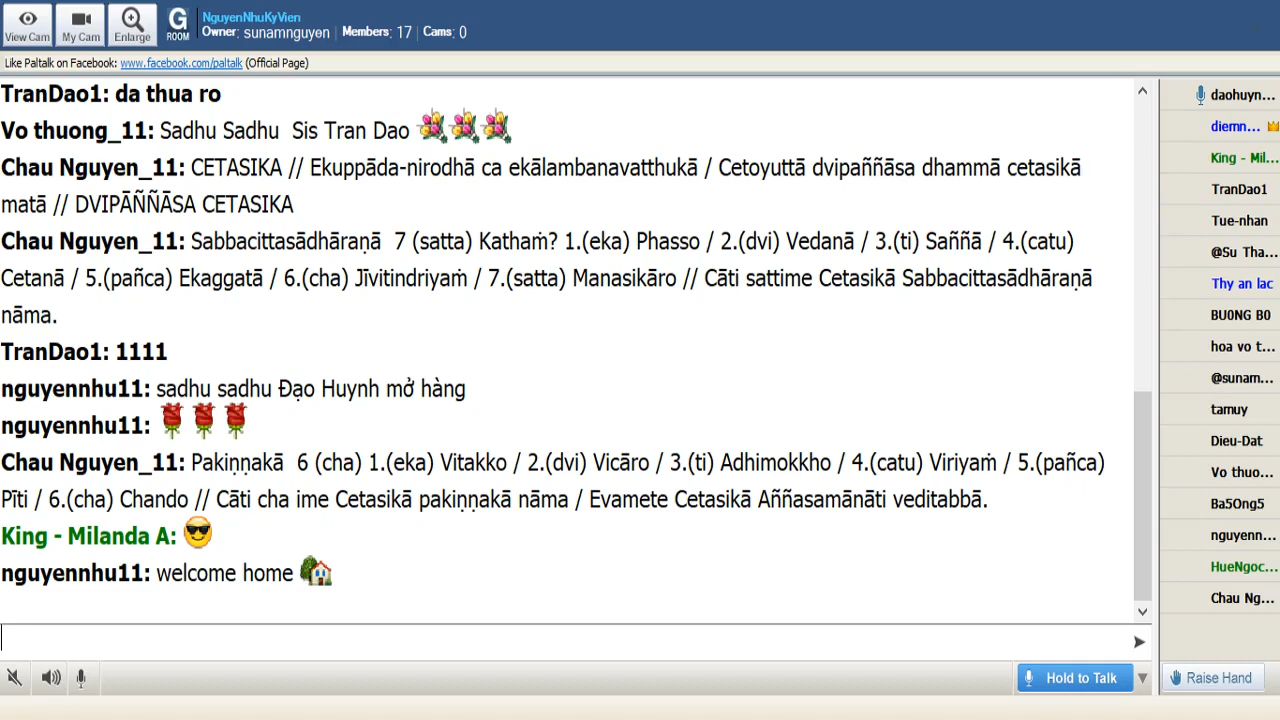 View Cam
My Cam
Enlarge
G
ROOM
NguyenNhuKyVien
Owner: sunamnguyen | Members: 17 | Cams: 0
Like Paltalk on Facebook: www.facebook.com/paltalk (Official Page)
TranDao1: da thua ro
Vo thuong_11: Sadhu Sadhu Sis Tran Dao
Chau Nguyen_11: CETASIKA // Ekuppāda-nirodhā ca ekālambanavatthukā / Cetoyuttā dvipaññāsa dhammā cetasikā
matā // DVIPĀÑÑĀSA CETASIKA
Chau Nguyen_11: Sabbacittasādhāraṇā 7 (satta) Kathaṁ? 1.(eka) Phasso / 2.(dvi) Vedanā / 3.(ti) Saññā / 4.(catu)
Cetanā / 5.(pañca) Ekaggatā / 6.(cha) Jīvitindriyaṁ / 7.(satta) Manasikāro // Cāti sattime Cetasikā Sabbacittasādhāraṇā
nāma.
TranDao1: 1111
nguyennhu11: sadhu sadhu Đạo Huynh mở hàng
nguyennhu11:
Chau Nguyen_11: Pakiṇṇakā 6 (cha) 1.(eka) Vitakko / 2.(dvi) Vicāro / 3.(ti) Adhimokkho / 4.(catu) Viriyaṁ / 5.(pañca)
Pīti / 6.(cha) Chando // Cāti cha ime Cetasikā pakiṇṇakā nāma / Evamete Cetasikā Aññasamānāti veditabbā.
King - Milanda A:
nguyennhu11: welcome home
daohuyn...
diemn...
King - Mil...
TranDao1
Tue-nhan
@Su Tha...
Thy an lac
BU0NG B0
hoa vo t...
@sunam...
tamuy
Dieu-Dat
Vo thuo...
Ba5Ong5
nguyenn...
HueNgoc...
Chau Ng...
Hold to Talk
Raise Hand